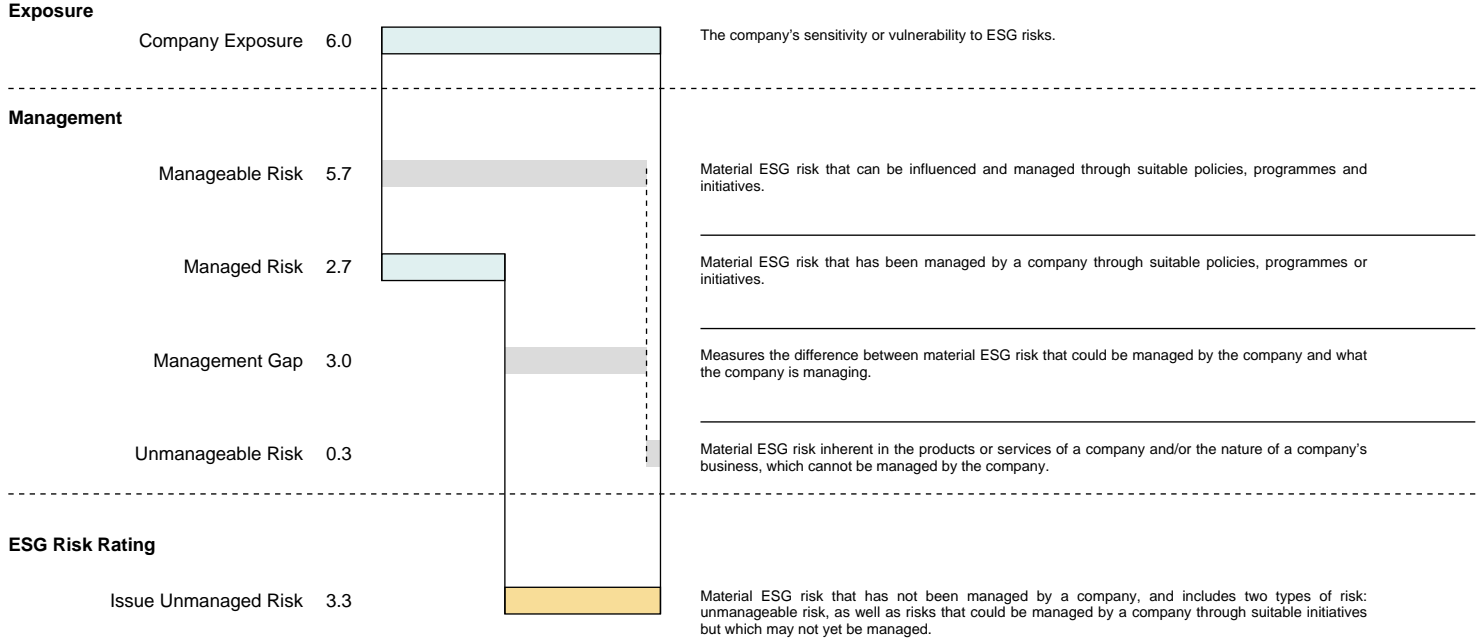 Exposure
Company Exposure 6.0
The company's sensitivity or vulnerability to ESG risks.
Management
Manageable Risk 5.7
Material ESG risk that can be influenced and managed through suitable policies, programmes and
initiatives.
Managed Risk 2.7
Material ESG risk that has been managed by a company through suitable policies, programmes or
initiatives.
Management Gap 3.0
Measures the difference between material ESG risk that could be managed by the company and what
the company is managing.
Unmanageable Risk 0.3
Material ESG risk inherent in the products or services of a company and/or the nature of a company's
business, which cannot be managed by the company.
ESG Risk Rating
Issue Unmanaged Risk 3.3
Material ESG risk that has not been managed by a company, and includes two types of risk:
unmanageable risk, as well as risks that could be managed by a company through suitable initiatives
but which may not yet be managed.